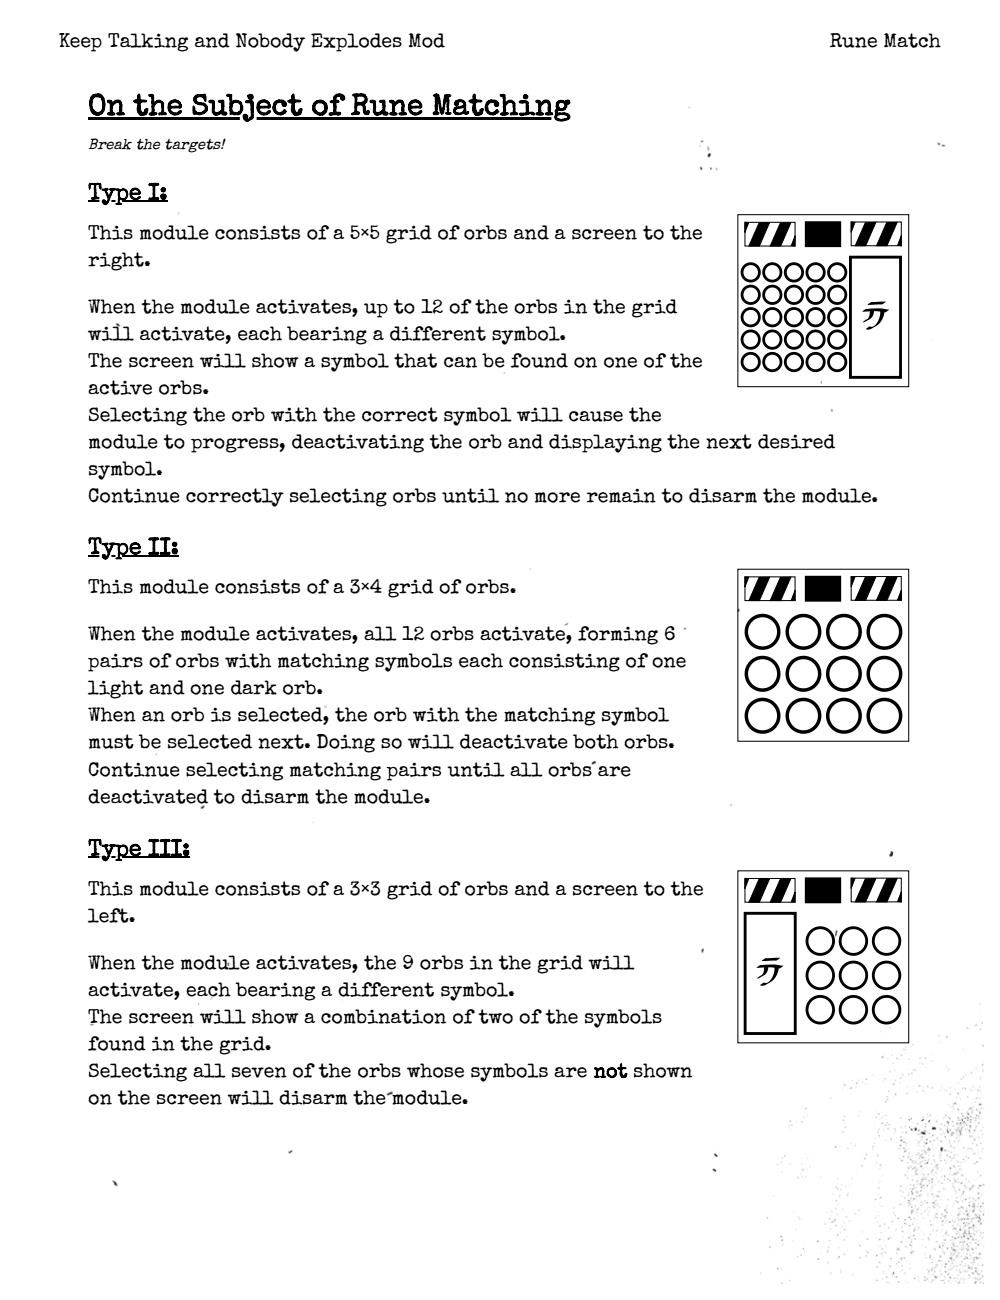 Keep Talking and Nobody Explodes Mod
Rune Match
On the Subject of Rune Matching
Break the targets!
Type I:
This module consists of a 5×5 grid of orbs and a screen to the
right.
When the module activates, up to 12 of the orbs in the grid
will activate, each bearing a different symbol.
The screen will show a symbol that can be found on one of the
active orbs.
Selecting the orb with the correct symbol will cause the
module to progress, deactivating the orb and displaying the next desired
symbol.
Continue correctly selecting orbs until no more remain to disarm the module.
Type II:
This module consists of a 3×4 grid of orbs.
When the module activates, all 12 orbs activate, forming 6
pairs of orbs with matching symbols each consisting of one
light and one dark orb.
When an orb is selected, the orb with the matching symbol
must be selected next. Doing so will deactivate both orbs.
Continue selecting matching pairs until all orbs are
deactivated to disarm the module.
Type III:
This module consists of a 3×3 grid of orbs and a screen to the
left.
When the module activates, the 9 orbs in the grid will
activate, each bearing a different symbol.
The screen will show a combination of two of the symbols
found in the grid.
Selecting all seven of the orbs whose symbols are not shown
on the screen will disarm the module.